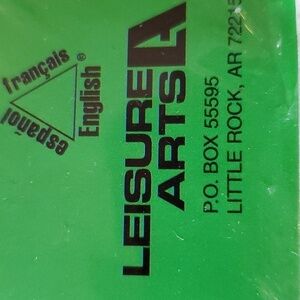 français
español
English®
LEISURE
ARTS
P.O. BOX 55595
LITTLE ROCK, AR